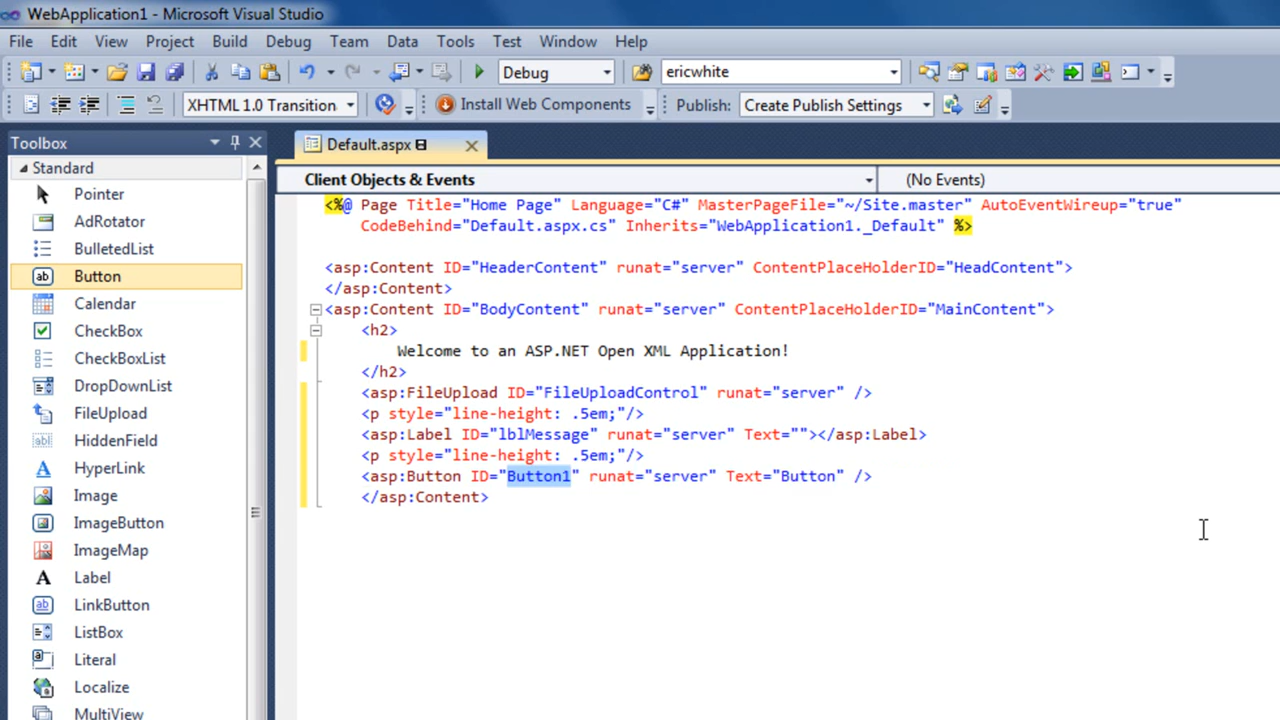 WebApplication1 - Microsoft Visual Studio
File Edit View Project Build Debug Team Data Tools Test Window Help
Debug ericwhite
XHTML 1.0 Transition Install Web Components Publish: Create Publish Settings
Toolbox
Default.aspx
Standard
Client Objects & Events (No Events)
Pointer
AdRotator
BulletedList
ab Button
Calendar
CheckBox
CheckBoxList
DropDownList
FileUpload
abl HiddenField
A HyperLink
Image
ab ImageButton
ImageMap
A Label
ab LinkButton
ListBox
Literal
Localize
MultiView
<%@ Page Title="Home Page" Language="C#" MasterPageFile="~/Site.master" AutoEventWireup="true"
CodeBehind="Default.aspx.cs" Inherits="WebApplication1._Default" %>
<asp:Content ID="HeaderContent" runat="server" ContentPlaceHolderID="HeadContent">
</asp:Content>
<asp:Content ID="BodyContent" runat="server" ContentPlaceHolderID="MainContent">
<h2>
Welcome to an ASP.NET Open XML Application!
</h2>
<asp:FileUpload ID="FileUploadControl" runat="server" />
<p style="line-height: .5em;"/>
<asp:Label ID="lblMessage" runat="server" Text=""></asp:Label>
<p style="line-height: .5em;"/>
<asp:Button ID="Button1" runat="server" Text="Button" />
</asp:Content>